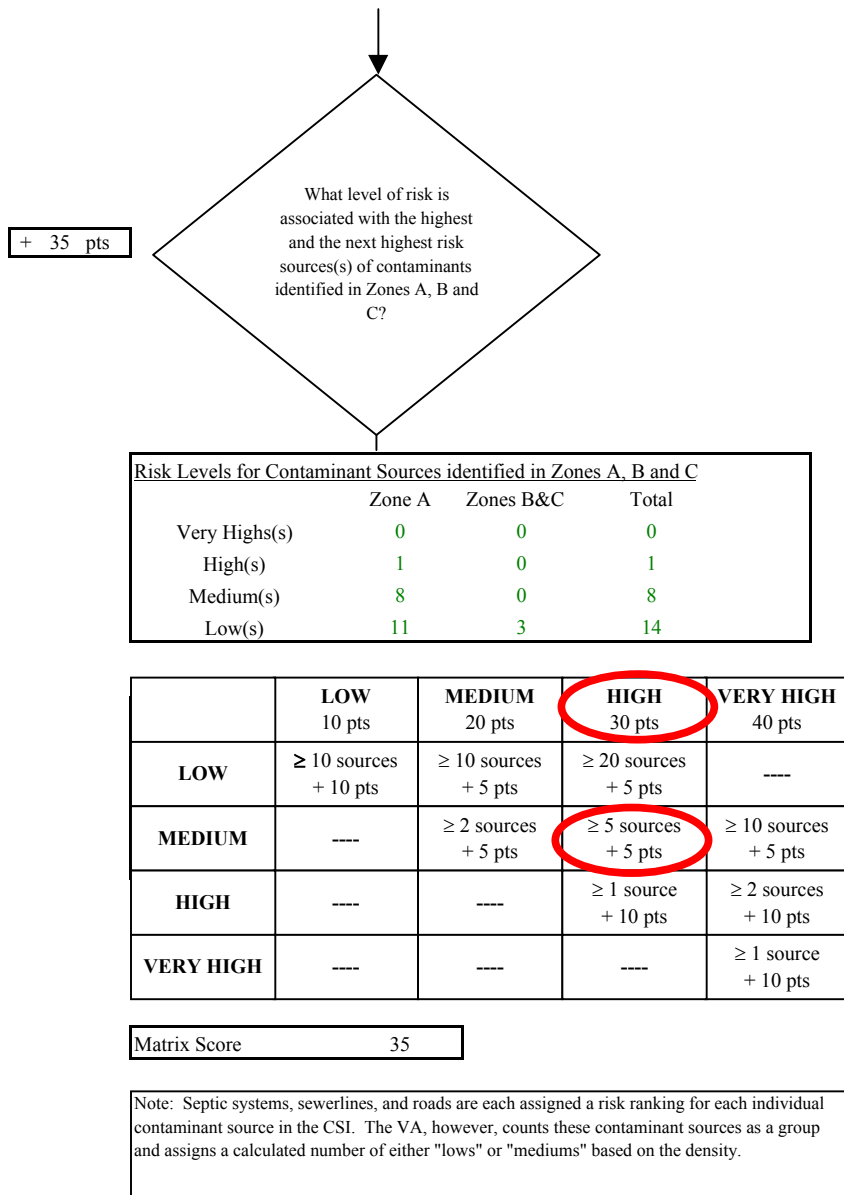 What level of risk is
associated with the highest
and the next highest risk
sources(s) of contaminants
identified in Zones A, B and
C?
+ 35 pts
Risk Levels for Contaminant Sources identified in Zones A, B and C
Zone A Zones B&C Total
Very Highs(s) 0 0 0
High(s) 1 0 1
Medium(s) 8 0 8
Low(s) 11 3 14
LOW MEDIUM HIGH VERY HIGH
10 pts 20 pts 30 pts 40 pts
LOW ≥ 10 sources ≥ 10 sources ≥ 20 sources ----
+ 10 pts + 5 pts + 5 pts
MEDIUM ---- ≥ 2 sources ≥ 5 sources ≥ 10 sources
+ 5 pts + 5 pts + 5 pts
HIGH ---- ---- ≥ 1 source ≥ 2 sources
+ 10 pts + 10 pts
VERY HIGH ---- ---- ---- ≥ 1 source
+ 10 pts
Matrix Score 35
Note: Septic systems, sewerlines, and roads are each assigned a risk ranking for each individual
contaminant source in the CSI. The VA, however, counts these contaminant sources as a group
and assigns a calculated number of either "lows" or "mediums" based on the density.